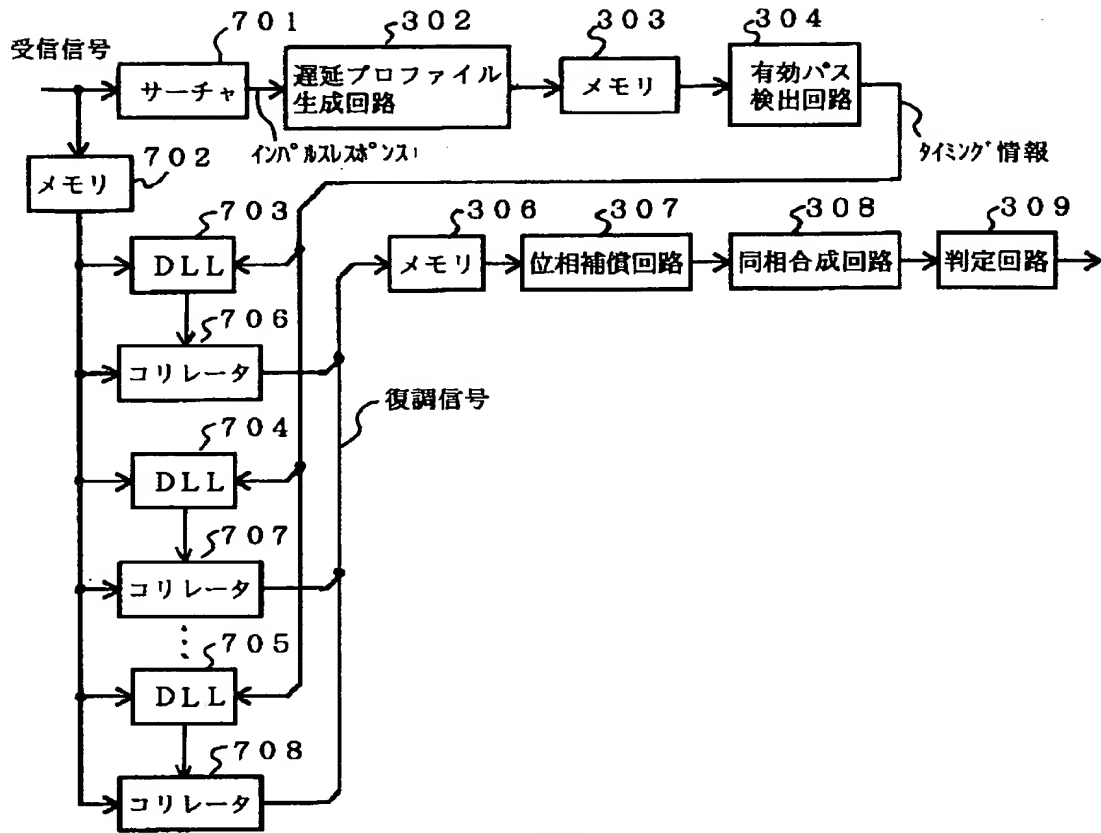 受信信号
701
サーチャ
302
遅延プロファイル
生成回路
303
メモリ
304
有効パス
検出回路
インパルスレスポンス
タイミング情報
702
メモリ
703
DLL
306
メモリ
307
位相補償回路
308
同相合成回路
309
判定回路
706
コリレータ
復調信号
704
DLL
707
コリレータ
705
DLL
708
コリレータ